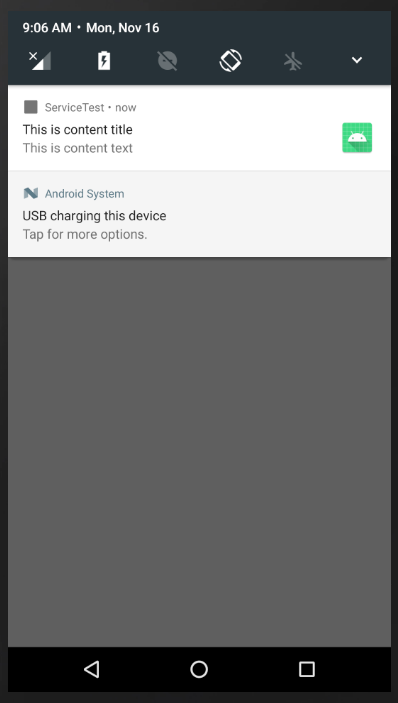 9:06 AM • Mon, Nov 16
ServiceTest • now
This is content title
This is content text
Android System
USB charging this device
Tap for more options.